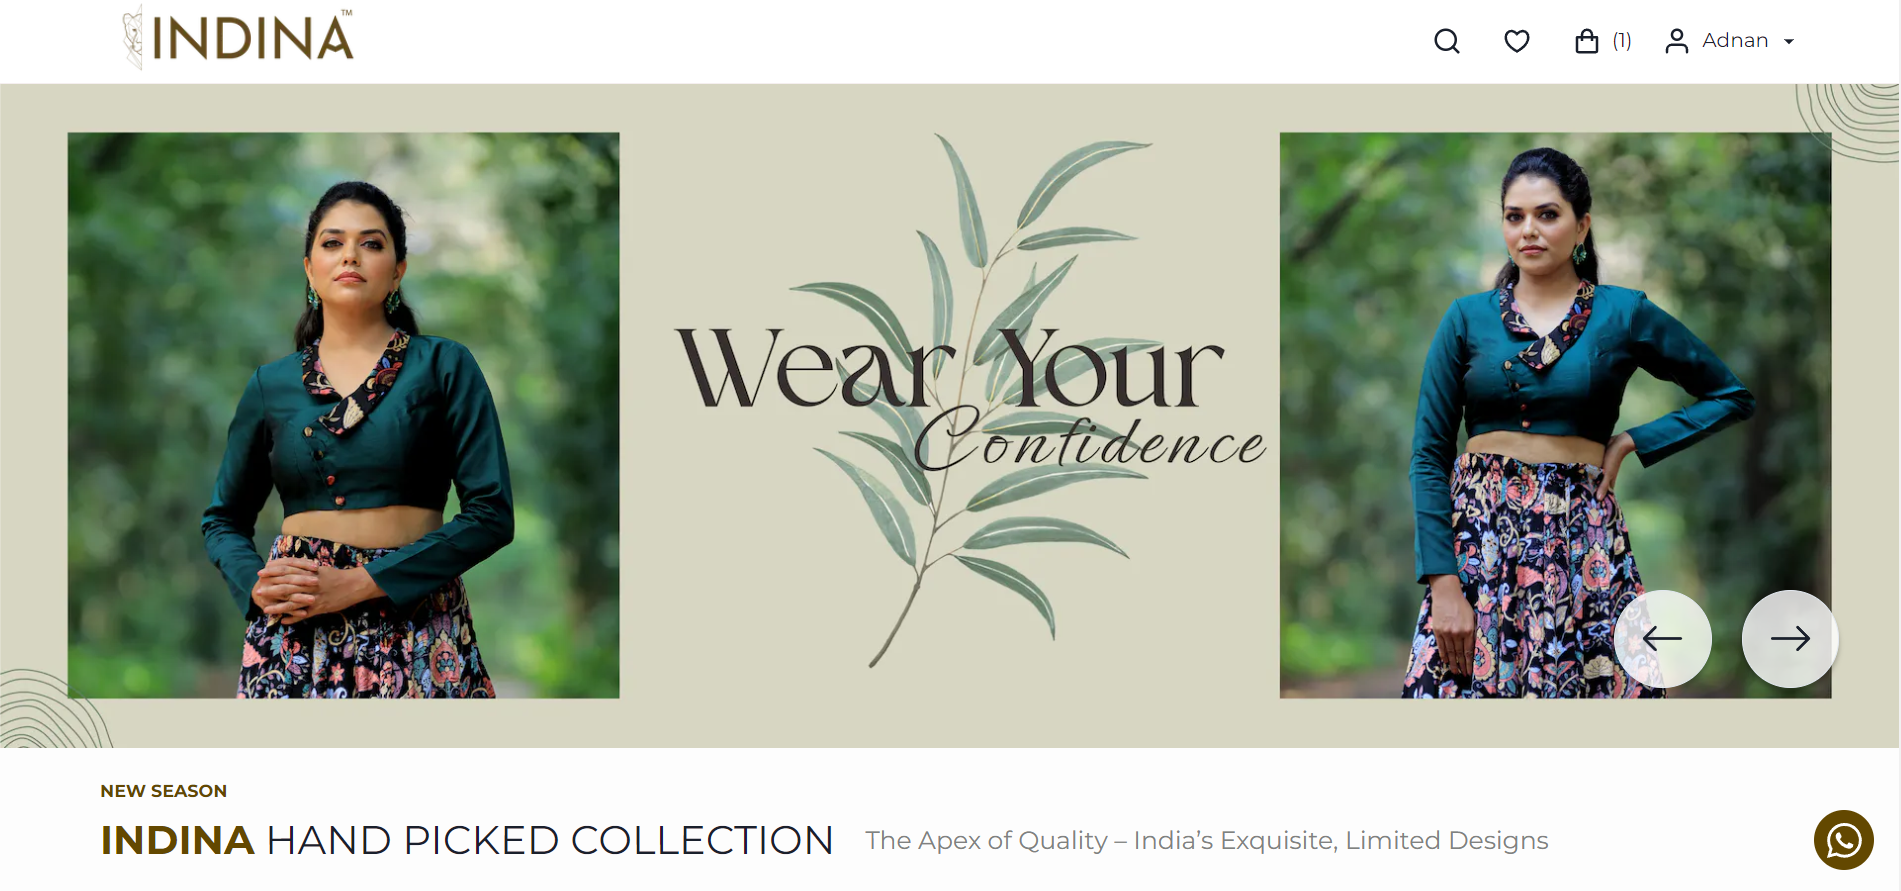 INDINA™
(1)
Adnan
Wear Your
Confidence
NEW SEASON
INDINA HAND PICKED COLLECTION
The Apex of Quality – India’s Exquisite, Limited Designs